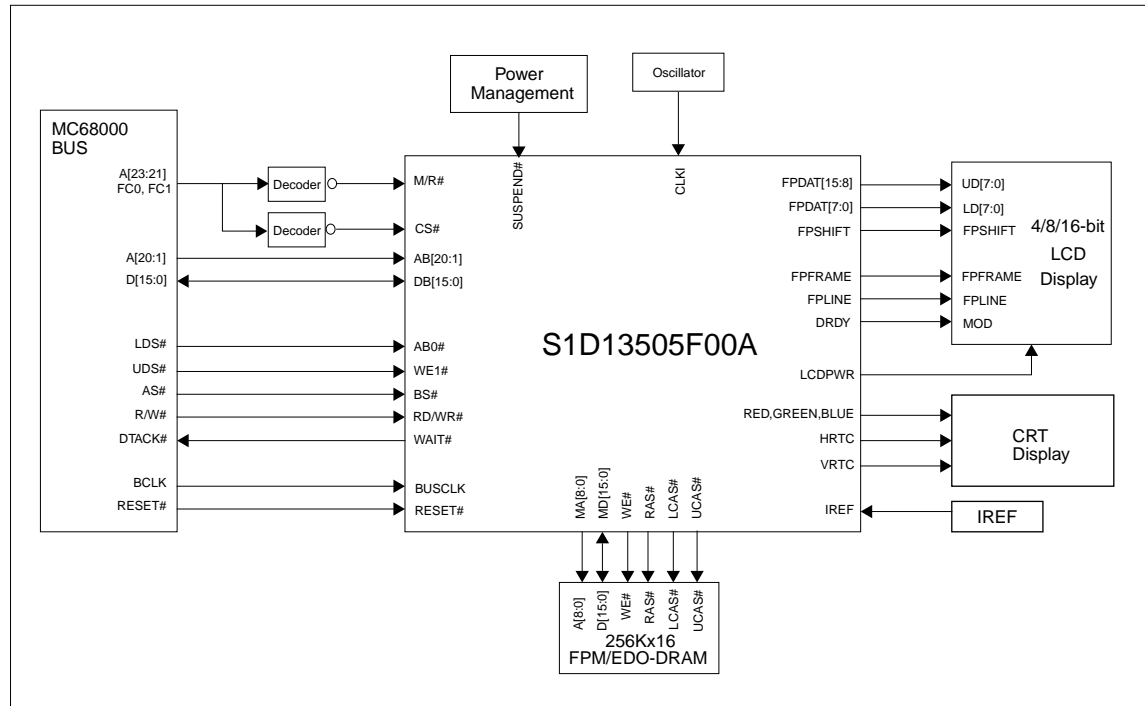 Power
Management
Oscillator
MC68000
BUS
A[23:21]
FC0, FC1
Decoder
M/R#
SUSPEND#
CLKI
FPDAT[15:8]
UD[7:0]
Decoder
CS#
FPDAT[7:0]
LD[7:0]
FPSHIFT
FPSHIFT
4/8/16-bit
LCD
Display
A[20:1]
AB[20:1]
D[15:0]
DB[15:0]
FPFRAME
FPFRAME
FPLINE
FPLINE
DRDY
MOD
S1D13505F00A
LDS#
AB0#
UDS#
WE1#
LCDPWR
AS#
BS#
R/W#
RD/WR#
RED,GREEN,BLUE
DTACK#
WAIT#
HRTC
CRT
Display
VRTC
BCLK
BUSCLK
RESET#
RESET#
IREF
IREF
MA[8:0]
MD[15:0]
WE#
RAS#
LCAS#
UCAS#
A[8:0]
D[15:0]
WE#
RAS#
LCAS#
UCAS#
256Kx16
FPM/EDO-DRAM